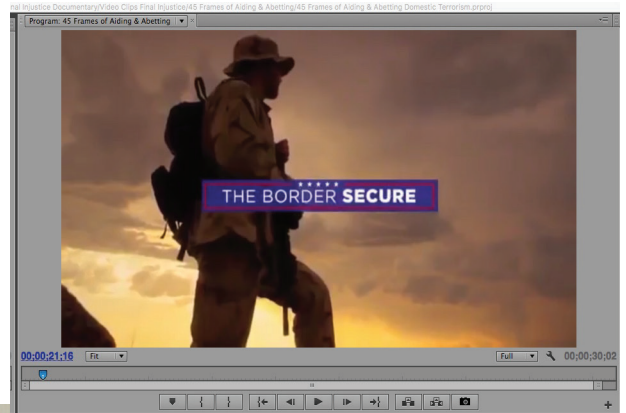 nal Injustice Documentary/Video Clips Final Injustice/45 Frames of Aiding & Abetting/45 Frames of Aiding & Abetting Domestic Terrorism.prproj
Program: 45 Frames of Aiding & Abetting
THE BORDER SECURE
00;00;21;16 Fit Full 00;00;30;02